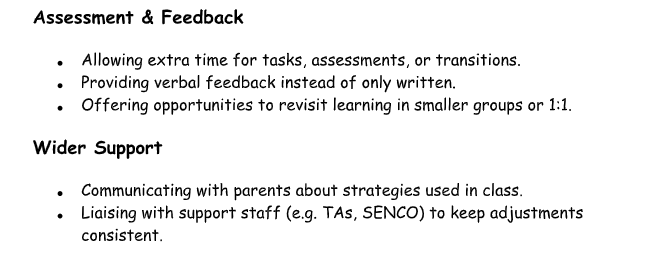 Assessment & Feedback
• Allowing extra time for tasks, assessments, or transitions.
• Providing verbal feedback instead of only written.
• Offering opportunities to revisit learning in smaller groups or 1:1.
Wider Support
• Communicating with parents about strategies used in class.
• Liaising with support staff (e.g. TAs, SENCO) to keep adjustments
consistent.